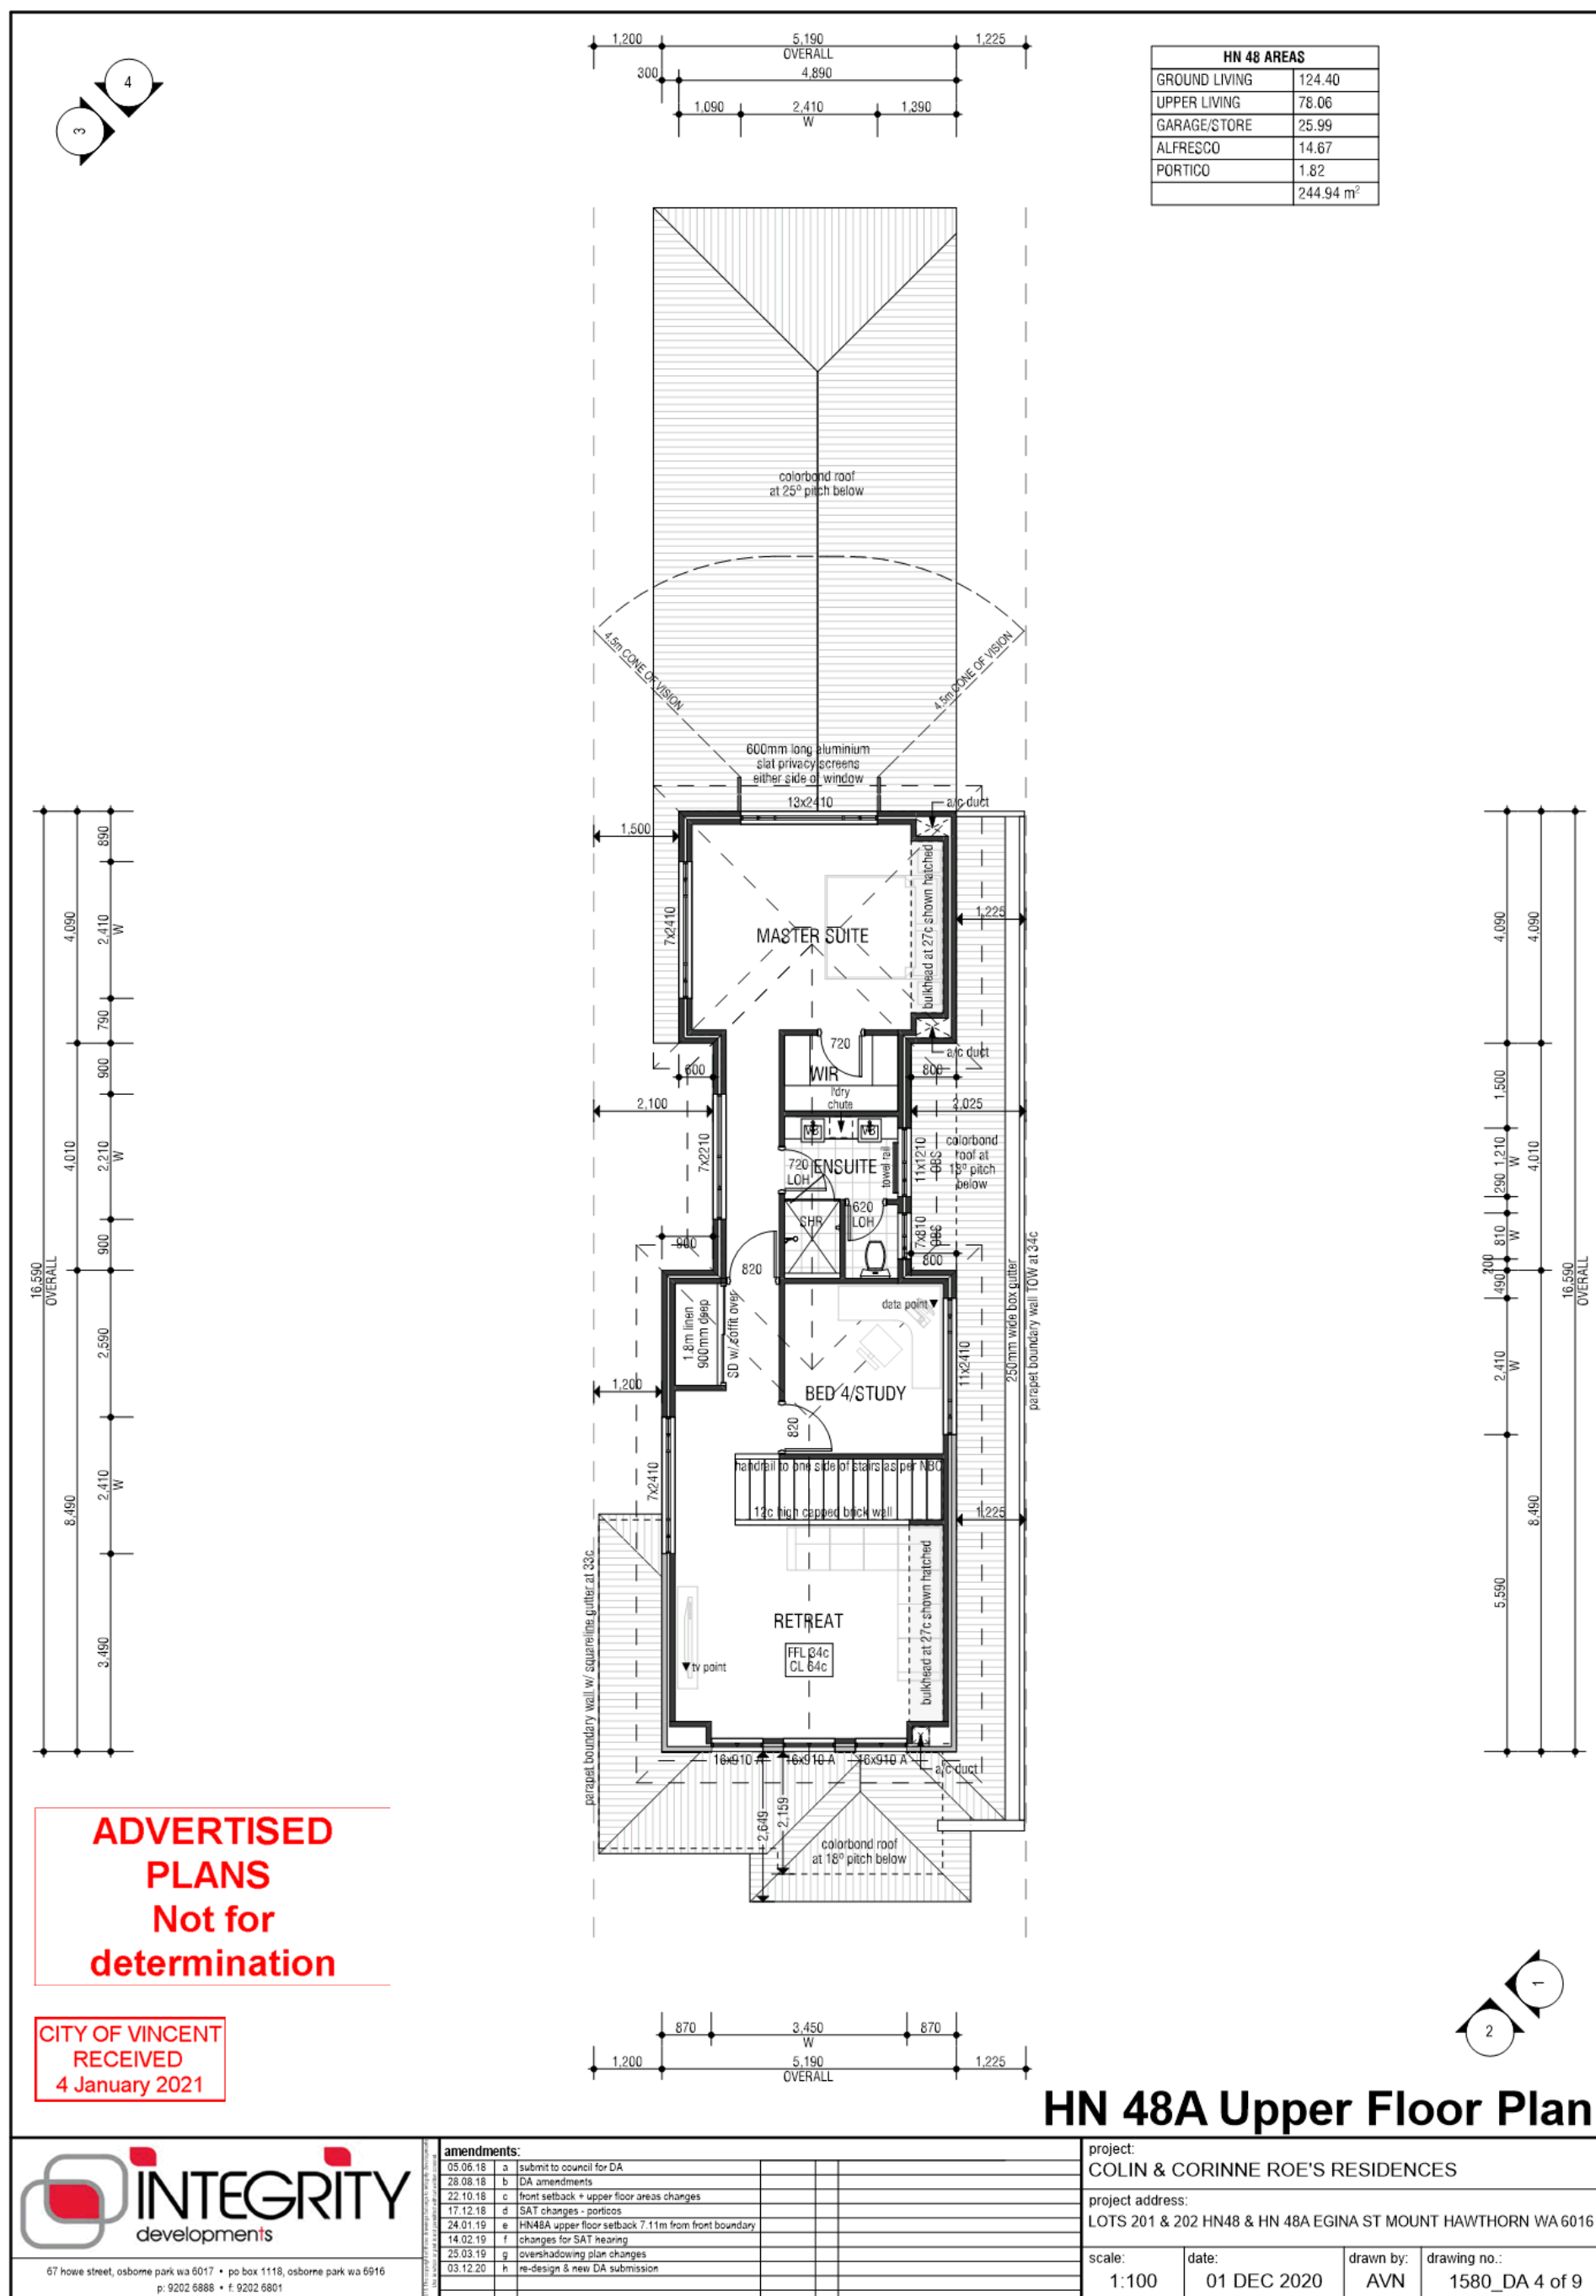 1,200
5,190
OVERALL
1,225
300
4,890
1,090
2,410
W
1,390
4
3
HN 48 AREAS
GROUND LIVING 124.40
UPPER LIVING 78.06
GARAGE/STORE 25.99
ALFRESCO 14.67
PORTICO 1.82
244.94 m²
colorbond roof
at 25º pitch below
4.5m CONE OF VISION
4.5m CONE OF VISION
600mm long aluminium
slat privacy screens
either side of window
13x2410
a/c duct
1,500
7x2410
MASTER SUITE
bulkhead at 27c shown hatched
1,225
720
WIR
l'dry
chute
a/c duct
600
800
2,100
2,025
7x2210
VB
VB
720
LOH
ENSUITE
towel rail
11x1210
OBS
colorbond
roof at
18º pitch
below
SHR
620
LOH
7x810
OBS
900
800
820
1.8m linen
900mm deep
SD w/ soffit over
data point
BED 4/STUDY
11x2410
250mm wide box gutter
parapet boundary wall TOW at 34c
1,200
820
7x2410
handrail to one side of stairs as per NBC
12c high capped brick wall
1,225
parapet boundary wall w/ squareline gutter at 33c
RETREAT
FFL 34c
CL 64c
tv point
bulkhead at 27c shown hatched
16x910 A
16x910 A
16x910 A
a/c duct
2,649
2,159
colorbond roof
at 18º pitch below
16,590
OVERALL
4,090
4,010
8,490
890
2,410
W
790
900
2,210
W
900
2,590
2,410
W
3,490
4,090
1,500
1,210
W
290
810
W
200
490
2,410
W
5,590
4,090
4,010
8,490
16,590
OVERALL
ADVERTISED
PLANS
Not for
determination
CITY OF VINCENT
RECEIVED
4 January 2021
870
3,450
W
870
1,200
5,190
OVERALL
1,225
1
2
HN 48A Upper Floor Plan
INTEGRITY
developments
67 howe street, osborne park wa 6017 • po box 1118, osborne park wa 6916
p: 9202 6888 • f: 9202 6801
amendments:
05.06.18 a submit to council for DA
28.08.18 b DA amendments
22.10.18 c front setback + upper floor areas changes
17.12.18 d SAT changes - porticos
24.01.19 e HN48A upper floor setback 7.11m from front boundary
14.02.19 f changes for SAT hearing
25.03.19 g overshadowing plan changes
03.12.20 h re-design & new DA submission
project:
COLIN & CORINNE ROE'S RESIDENCES
project address:
LOTS 201 & 202 HN48 & HN 48A EGINA ST MOUNT HAWTHORN WA 6016
scale:
1:100
date:
01 DEC 2020
drawn by:
AVN
drawing no.:
1580_DA 4 of 9